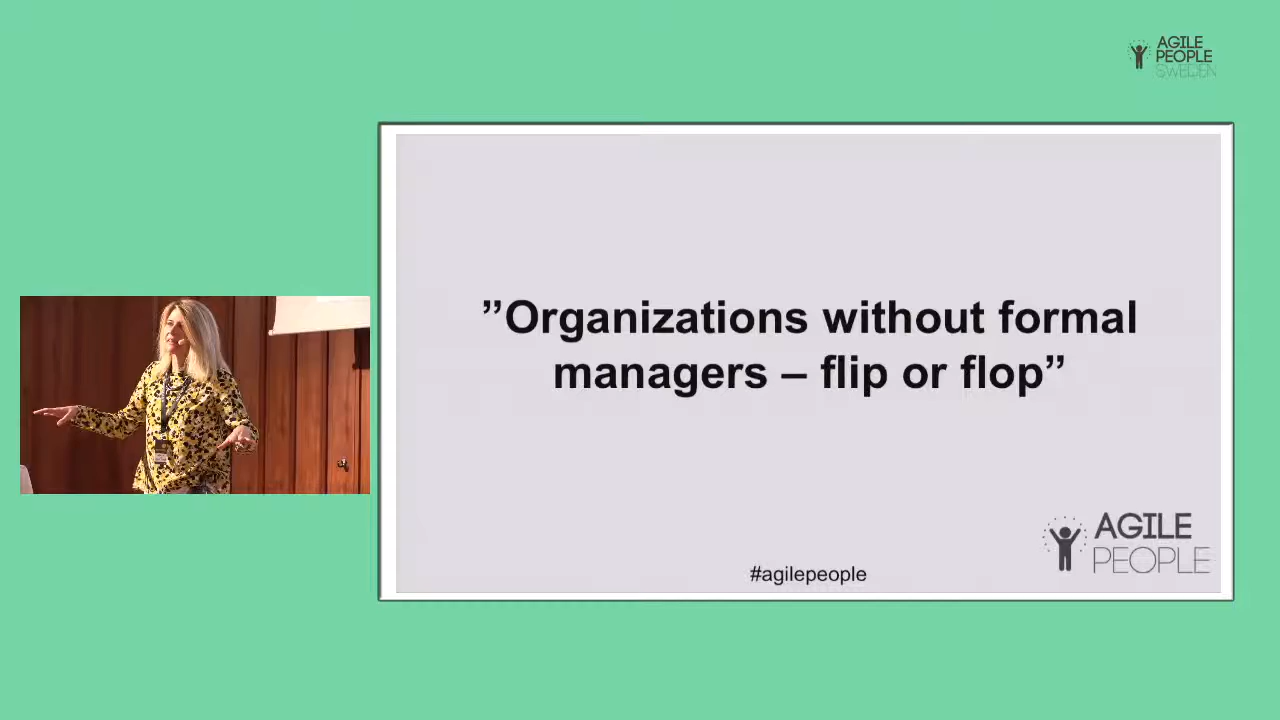 AGILE
PEOPLE
SWEDEN
”Organizations without formal
managers – flip or flop”
#agilepeople
AGILE
PEOPLE